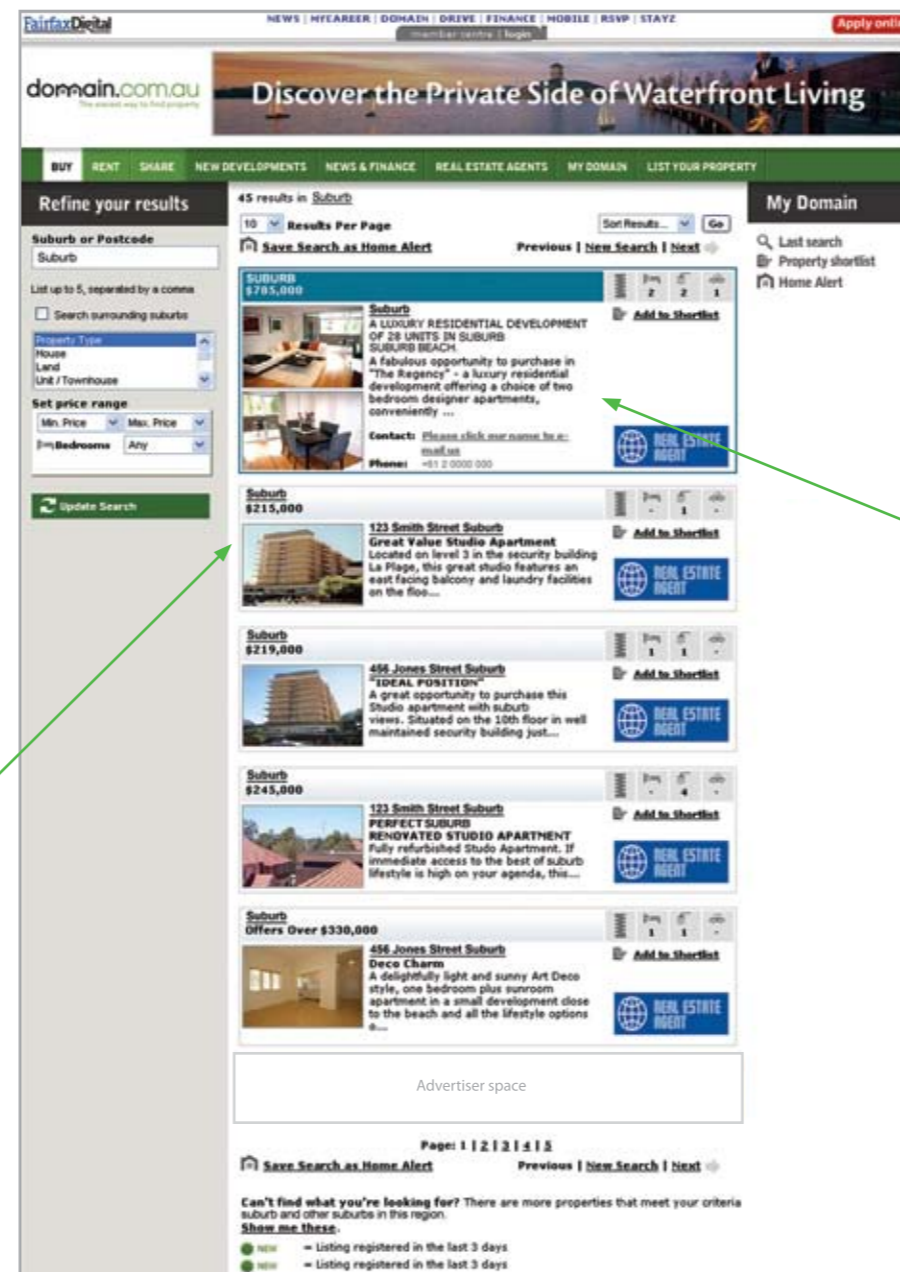 FairfaxDigital
NEWS | MYCAREER | DOMAIN | DRIVE | FINANCE | MOBILE | RSVP | STAYZ
member centre | login
Apply onli
domain.com.au
The easiest way to find property
Discover the Private Side of Waterfront Living
BUY RENT SHARE NEW DEVELOPMENTS NEWS & FINANCE REAL ESTATE AGENTS MY DOMAIN LIST YOUR PROPERTY
Refine your results
Suburb or Postcode
Suburb
List up to 5, separated by a comma
Search surrounding suburbs
Property Type
House
Land
Unit / Townhouse
Set price range
Min. Price Max. Price
Bedrooms Any
Update Search
45 results in Suburb
10 Results Per Page
Sort Results... Go
Save Search as Home Alert
Previous | New Search | Next
SUBURB
$785,000
2 2 1
Suburb
A LUXURY RESIDENTIAL DEVELOPMENT
OF 28 UNITS IN SUBURB
SUBURB BEACH.
A fabulous opportunity to purchase in
"The Regency" - a luxury residential
development offering a choice of two
bedroom designer apartments,
conveniently ...
Contact: Please click our name to e-
mail us
Phone: +61 2 0000 000
Add to Shortlist
REAL ESTATE
AGENT
Suburb
$215,000
- 1 -
123 Smith Street Suburb
Great Value Studio Apartment
Located on level 3 in the security building
La Plage, this great studio features an
east facing balcony and laundry facilities
on the floo...
Add to Shortlist
REAL ESTATE
AGENT
Suburb
$219,000
1 1 -
456 Jones Street Suburb
"IDEAL POSITION"
A great opportunity to purchase this
Studio apartment with suburb
views. Situated on the 10th floor in well
maintained security building just...
Add to Shortlist
REAL ESTATE
AGENT
Suburb
$245,000
- 4 -
123 Smith Street Suburb
PERFECT SUBURB
RENOVATED STUDIO APARTMENT
Fully refurbished Studo Apartment. If
immediate access to the best of suburb
lifestyle is high on your agenda, this...
Add to Shortlist
REAL ESTATE
AGENT
Suburb
Offers Over $330,000
1 1 -
456 Jones Street Suburb
Deco Charm
A delightfully light and sunny Art Deco
style, one bedroom plus sunroom
apartment in a small development close
to the beach and all the lifestyle options
a...
Add to Shortlist
REAL ESTATE
AGENT
Advertiser space
Page: 1 | 2 | 3 | 4 | 5
Save Search as Home Alert
Previous | New Search | Next
Can't find what you're looking for? There are more properties that meet your criteria
suburb and other suburbs in this region.
Show me these.
NEW = Listing registered in the last 3 days
NEW = Listing registered in the last 3 days
My Domain
Last search
Property shortlist
Home Alert